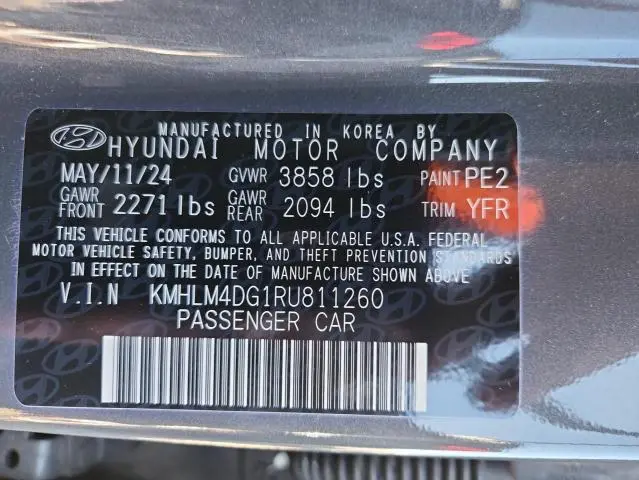 MANUFACTURED IN KOREA BY
HYUNDAI MOTOR COMPANY
MAY/11/24 GVWR 3858 lbs PAINT PE2
GAWR FRONT 2271 lbs GAWR REAR 2094 lbs TRIM YFR
THIS VEHICLE CONFORMS TO ALL APPLICABLE U.S.A. FEDERAL
MOTOR VEHICLE SAFETY, BUMPER, AND THEFT PREVENTION STANDARDS
IN EFFECT ON THE DATE OF MANUFACTURE SHOWN ABOVE
V.I.N KMHLM4DG1RU811260
PASSENGER CAR